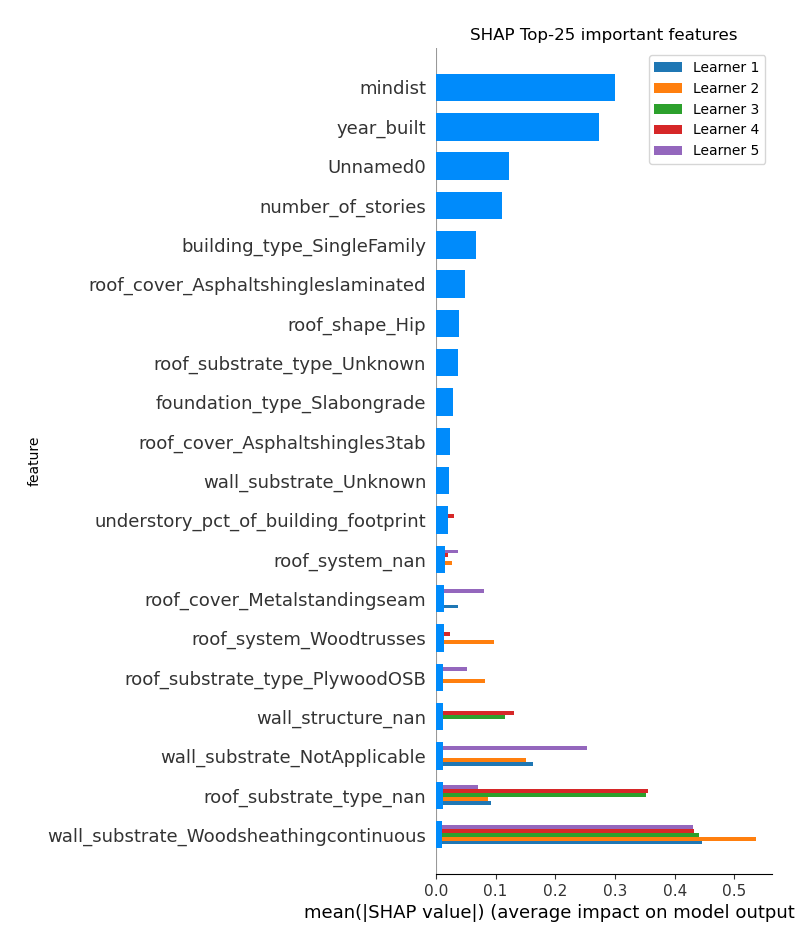 SHAP Top-25 important features
Learner 1
Learner 2
Learner 3
Learner 4
Learner 5
mindist
year_built
Unnamed0
number_of_stories
building_type_SingleFamily
roof_cover_Asphaltshingleslaminated
roof_shape_Hip
roof_substrate_type_Unknown
foundation_type_Slabongrade
roof_cover_Asphaltshingles3tab
wall_substrate_Unknown
understory_pct_of_building_footprint
roof_system_nan
roof_cover_Metalstandingseam
roof_system_Woodtrusses
roof_substrate_type_PlywoodOSB
wall_structure_nan
wall_substrate_NotApplicable
roof_substrate_type_nan
wall_substrate_Woodsheathingcontinuous
feature
0.0 0.1 0.2 0.3 0.4 0.5
mean(|SHAP value|) (average impact on model output